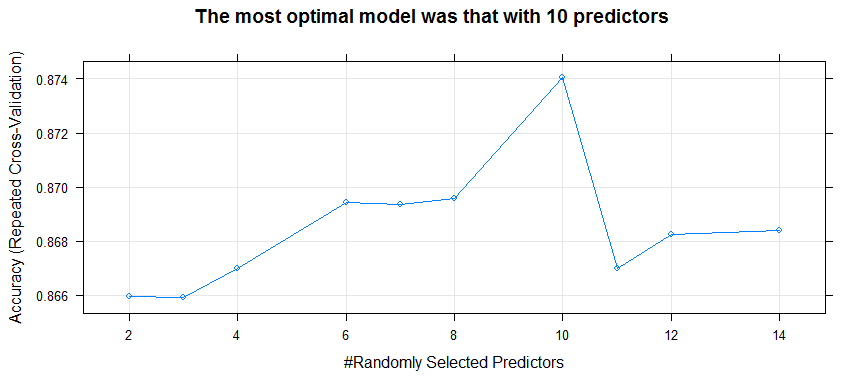 The most optimal model was that with 10 predictors
Accuracy (Repeated Cross-Validation)
0.874
0.872
0.870
0.868
0.866
2 4 6 8 10 12 14
#Randomly Selected Predictors